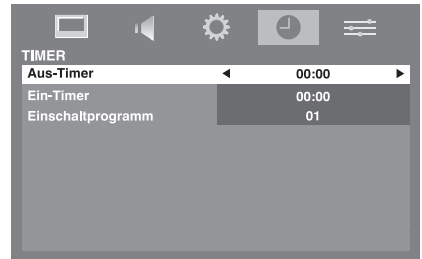 TIMER
Aus-Timer ◀ 00:00 ▶
Ein-Timer 00:00
Einschaltprogramm 01